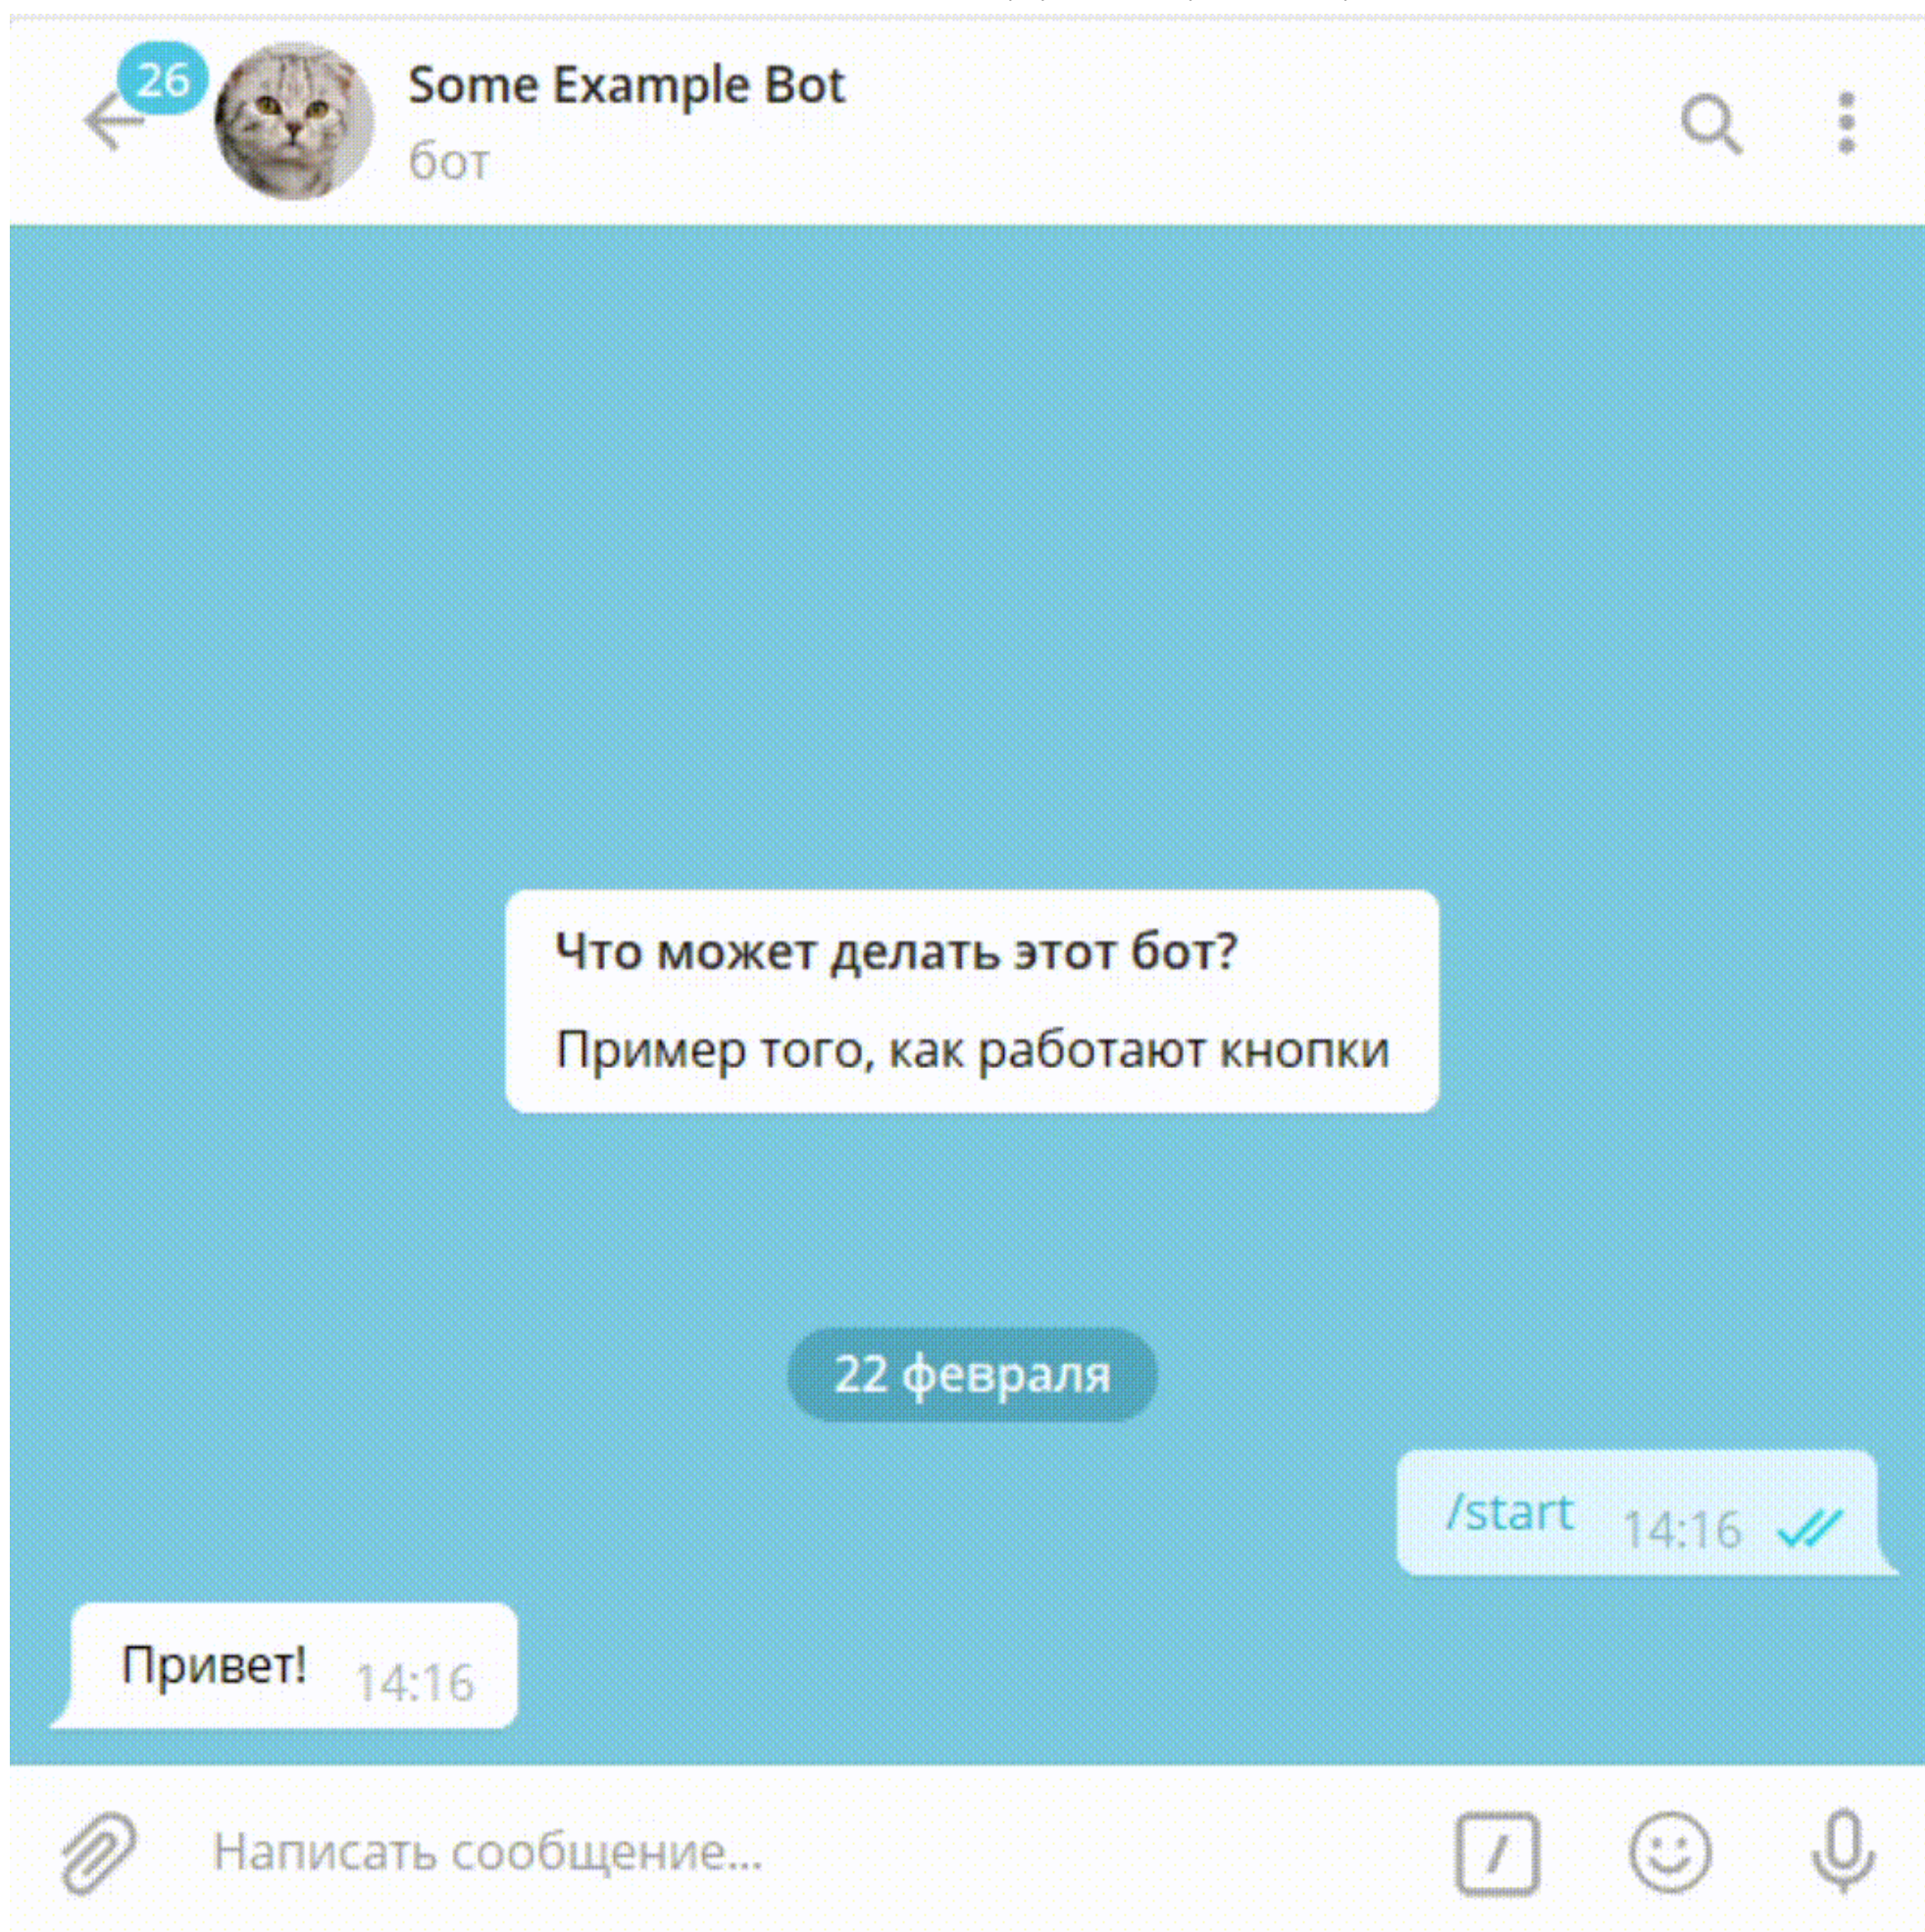 26
Some Example Bot
бот
Что может делать этот бот?
Пример того, как работают кнопки
22 февраля
/start 14:16
Привет! 14:16
Написать сообщение...
/